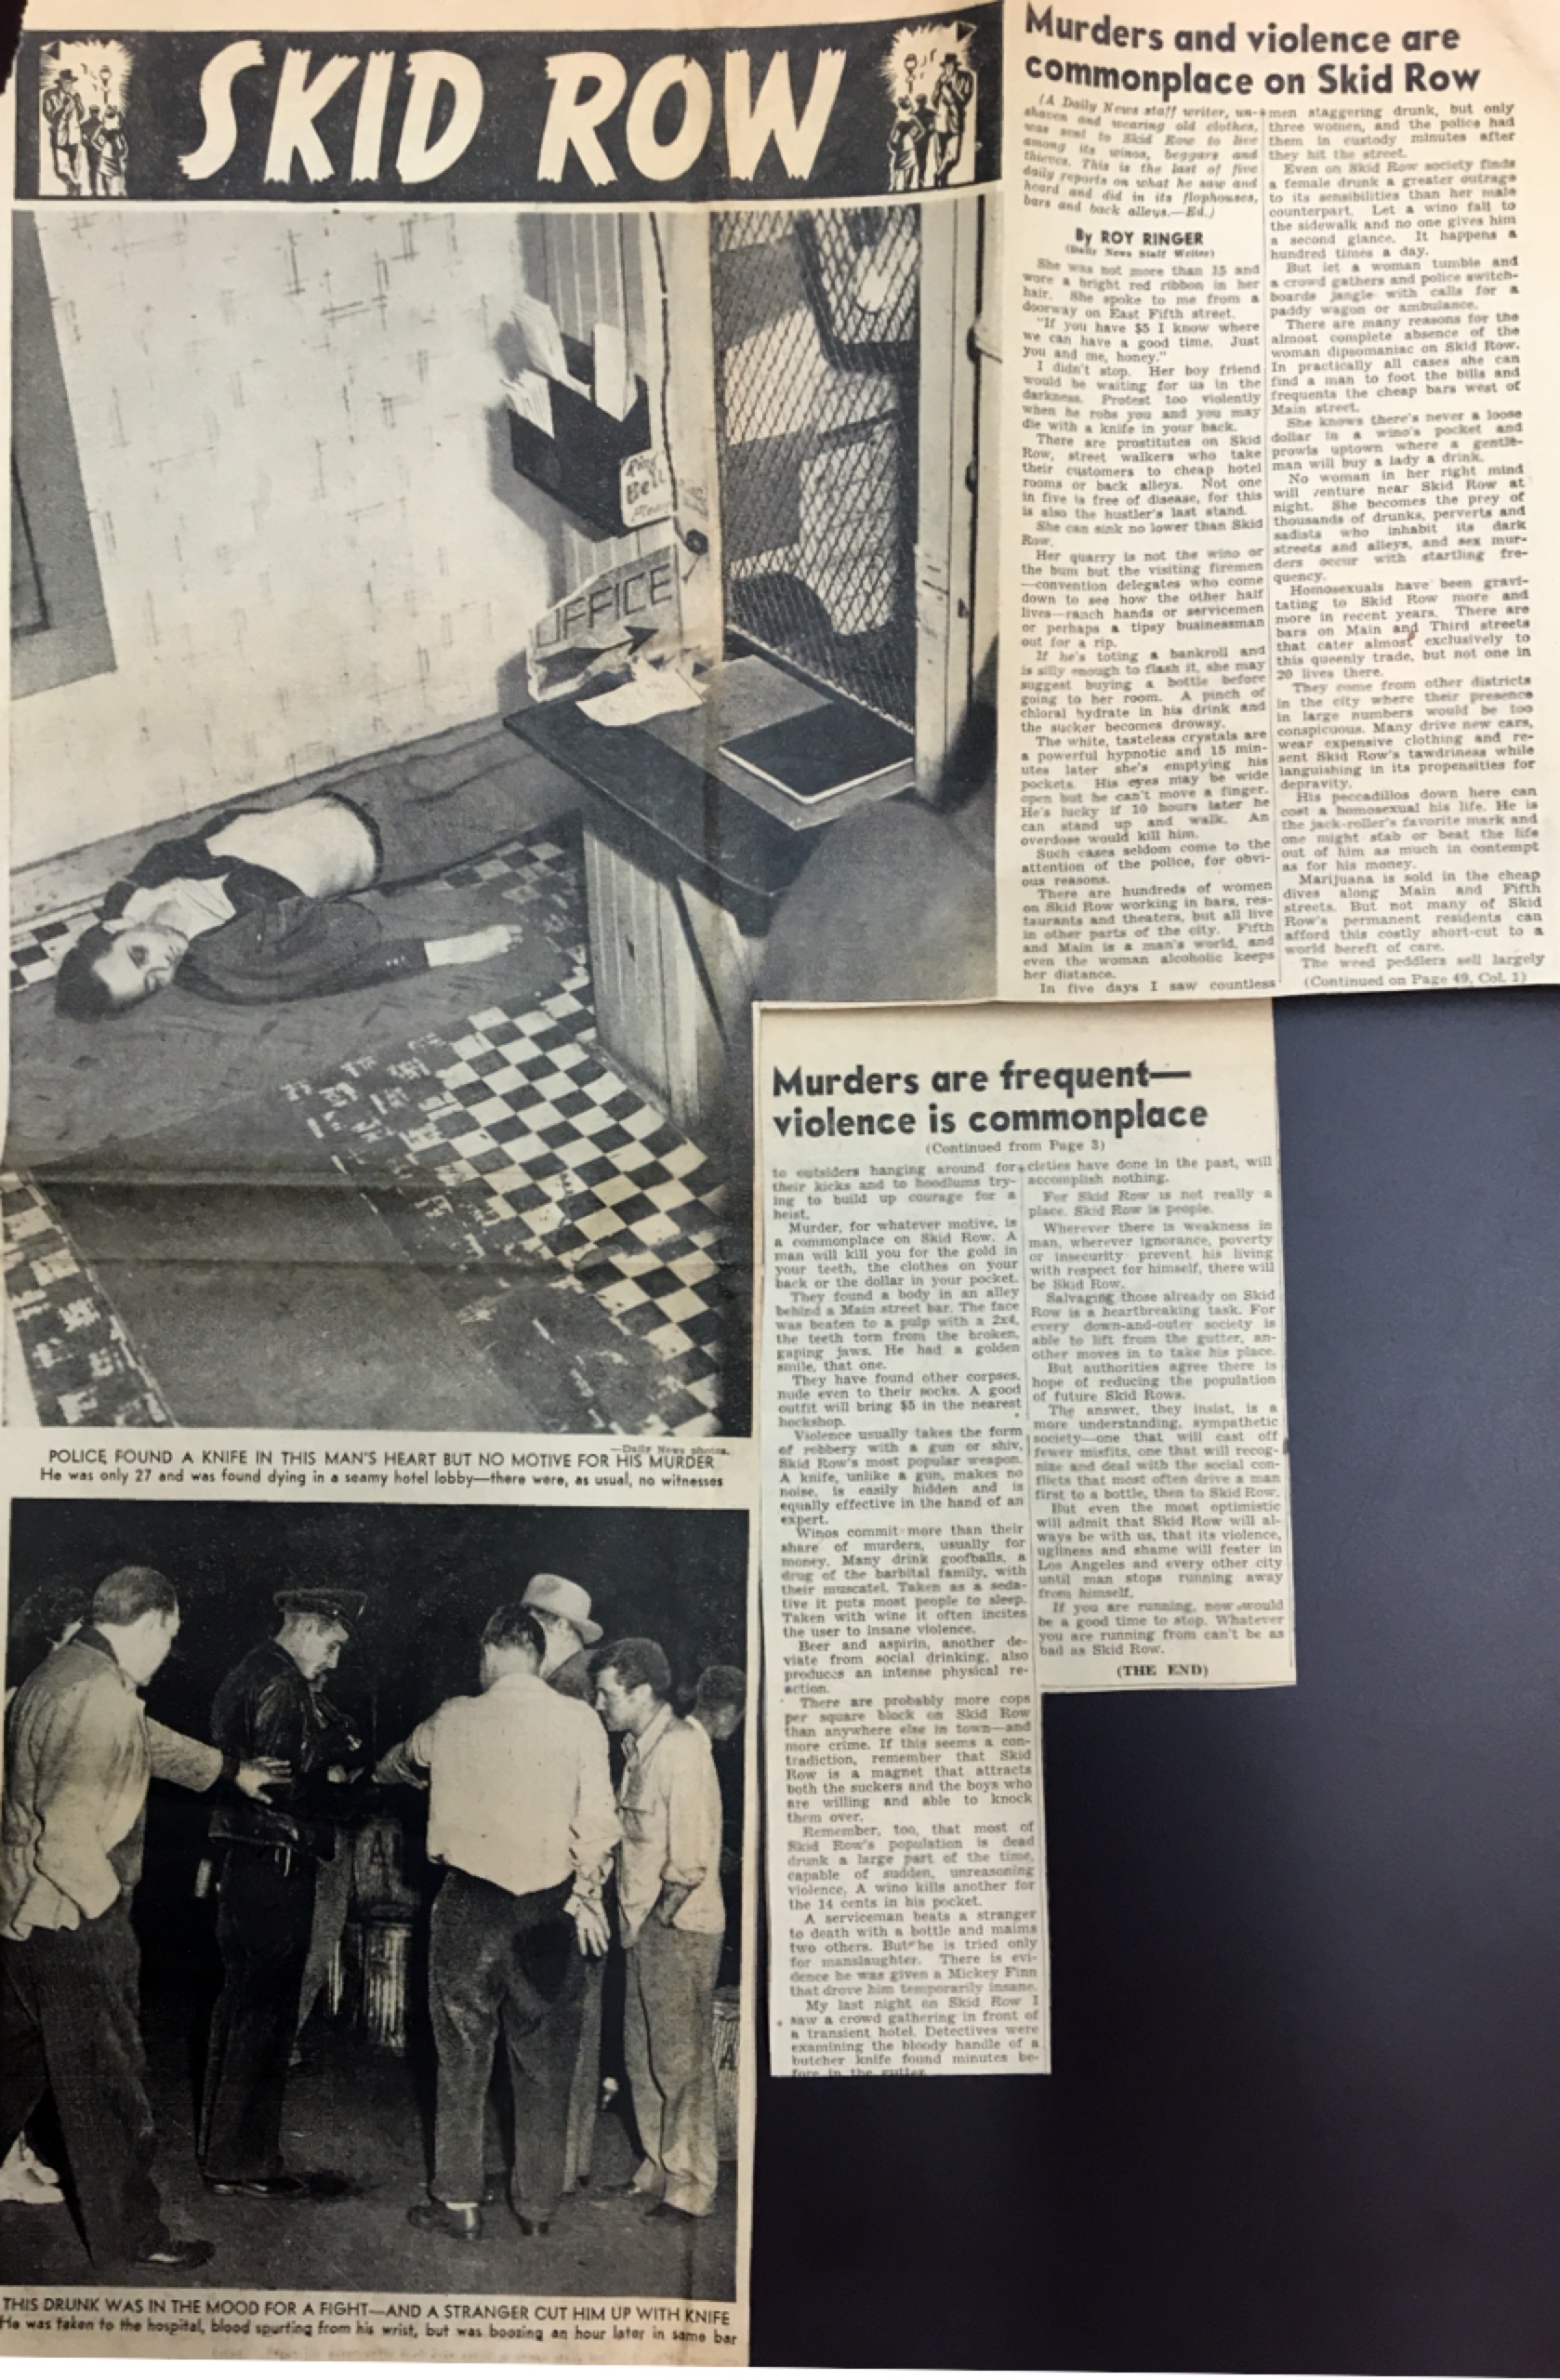 SKID ROW
Ring
Bell
OFFICE
—Daily News photos.
POLICE FOUND A KNIFE IN THIS MAN'S HEART BUT NO MOTIVE FOR HIS MURDER
He was only 27 and was found dying in a seamy hotel lobby—there were, as usual, no witnesses
THIS DRUNK WAS IN THE MOOD FOR A FIGHT—AND A STRANGER CUT HIM UP WITH KNIFE
He was taken to the hospital, blood spurting from his wrist, but was boozing an hour later in same bar
Murders and violence are
commonplace on Skid Row
(A Daily News staff writer, un-
shaven and wearing old clothes,
was sent to Skid Row to live
among its winos, beggars and
thieves. This is the last of five
daily reports on what he saw and
heard and did in its flophouses,
bars and back alleys.—Ed.)
By ROY RINGER
(Daily News Staff Writer)
She was not more than 15 and
wore a bright red ribbon in her
hair. She spoke to me from a
doorway on East Fifth street.
"If you have $5 I know where
we can have a good time. Just
you and me, honey."
I didn't stop. Her boy friend
would be waiting for us in the
darkness. Protest too violently
when he robs you and you may
die with a knife in your back.
There are prostitutes on Skid
Row, street walkers who take
their customers to cheap hotel
rooms or back alleys. Not one
in five is free of disease, for this
is also the hustler's last stand.
She can sink no lower than Skid
Row.
Her quarry is not the wino or
the bum but the visiting firemen
—convention delegates who come
down to see how the other half
lives—ranch hands or servicemen
or perhaps a tipsy businessman
out for a rip.
If he's toting a bankroll and
is silly enough to flash it, she may
suggest buying a bottle before
going to her room. A pinch of
chloral hydrate in his drink and
the sucker becomes drowsy.
The white, tasteless crystals are
a powerful hypnotic and 15 min-
utes later she's emptying his
pockets. His eyes may be wide
open but he can't move a finger.
He's lucky if 10 hours later he
can stand up and walk. An
overdose would kill him.
Such cases seldom come to the
attention of the police, for obvi-
ous reasons.
There are hundreds of women
on Skid Row working in bars, res-
taurants and theaters, but all live
in other parts of the city. Fifth
and Main is a man's world, and
even the woman alcoholic keeps
her distance.
In five days I saw countless
men staggering drunk, but only
three women, and the police had
them in custody minutes after
they hit the street.
Even on Skid Row society finds
a female drunk a greater outrage
to its sensibilities than her male
counterpart. Let a wino fall to
the sidewalk and no one gives him
a second glance. It happens a
hundred times a day.
But let a woman tumble and
a crowd gathers and police switch-
boards jangle with calls for a
paddy wagon or ambulance.
There are many reasons for the
almost complete absence of the
woman dipsomaniac on Skid Row.
In practically all cases she can
find a man to foot the bills and
frequents the cheap bars west of
Main street.
She knows there's never a loose
dollar in a wino's pocket and
prowls uptown where a gentle-
man will buy a lady a drink.
No woman in her right mind
will venture near Skid Row at
night. She becomes the prey of
thousands of drunks, perverts and
sadists who inhabit its dark
streets and alleys, and sex mur-
ders occur with startling fre-
quency.
Homosexuals have been gravi-
tating to Skid Row more and
more in recent years. There are
bars on Main and Third streets
that cater almost exclusively to
this queenly trade, but not one in
20 lives there.
They come from other districts
in the city where their presence
in large numbers would be too
conspicuous. Many drive new cars,
wear expensive clothing and re-
sent Skid Row's tawdriness while
languishing in its propensities for
depravity.
His peccadillos down here can
cost a homosexual his life. He is
the jack-roller's favorite mark and
one might stab or beat the life
out of him as much in contempt
as for his money.
Marijuana is sold in the cheap
dives along Main and Fifth
streets. But not many of Skid
Row's permanent residents can
afford this costly short-cut to a
world bereft of care.
The weed peddlers sell largely
(Continued on Page 49, Col. 1)
Murders are frequent—
violence is commonplace
(Continued from Page 3)
to outsiders hanging around for
their kicks and to hoodlums try-
ing to build up courage for a
heist.
Murder, for whatever motive, is
a commonplace on Skid Row. A
man will kill you for the gold in
your teeth, the clothes on your
back or the dollar in your pocket.
They found a body in an alley
behind a Main street bar. The face
was beaten to a pulp with a 2x4,
the teeth torn from the broken,
gaping jaws. He had a golden
smile, that one.
They have found other corpses,
nude even to their socks. A good
outfit will bring $5 in the nearest
hockshop.
Violence usually takes the form
of robbery with a gun or shiv,
Skid Row's most popular weapon.
A knife, unlike a gun, makes no
noise, is easily hidden and is
equally effective in the hand of an
expert.
Winos commit more than their
share of murders, usually for
money. Many drink goofballs, a
drug of the barbital family, with
their muscatel. Taken as a seda-
tive it puts most people to sleep.
Taken with wine it often incites
the user to insane violence.
Beer and aspirin, another de-
viate from social drinking, also
produces an intense physical re-
action.
There are probably more cops
per square block on Skid Row
than anywhere else in town—and
more crime. If this seems a con-
tradiction, remember that Skid
Row is a magnet that attracts
both the suckers and the boys who
are willing and able to knock
them over.
Remember, too, that most of
Skid Row's population is dead
drunk a large part of the time,
capable of sudden, unreasoning
violence. A wino kills another for
the 14 cents in his pocket.
A serviceman beats a stranger
to death with a bottle and maims
two others. But he is tried only
for manslaughter. There is evi-
dence he was given a Mickey Finn
that drove him temporarily insane.
My last night on Skid Row I
saw a crowd gathering in front of
a transient hotel. Detectives were
examining the bloody handle of a
butcher knife found minutes be-
fore in the gutter.
cieties have done in the past, will
accomplish nothing.
For Skid Row is not really a
place. Skid Row is people.
Wherever there is weakness in
man, wherever ignorance, poverty
or insecurity prevent his living
with respect for himself, there will
be Skid Row.
Salvaging those already on Skid
Row is a heartbreaking task. For
every down-and-outer society is
able to lift from the gutter, an-
other moves in to take his place.
But authorities agree there is
hope of reducing the population
of future Skid Rows.
The answer, they insist, is a
more understanding, sympathetic
society—one that will cast off
fewer misfits, one that will recog-
nize and deal with the social con-
flicts that most often drive a man
first to a bottle, then to Skid Row.
But even the most optimistic
will admit that Skid Row will al-
ways be with us, that its violence,
ugliness and shame will fester in
Los Angeles and every other city
until man stops running away
from himself.
If you are running, now would
be a good time to stop. Whatever
you are running from can't be as
bad as Skid Row.
(THE END)